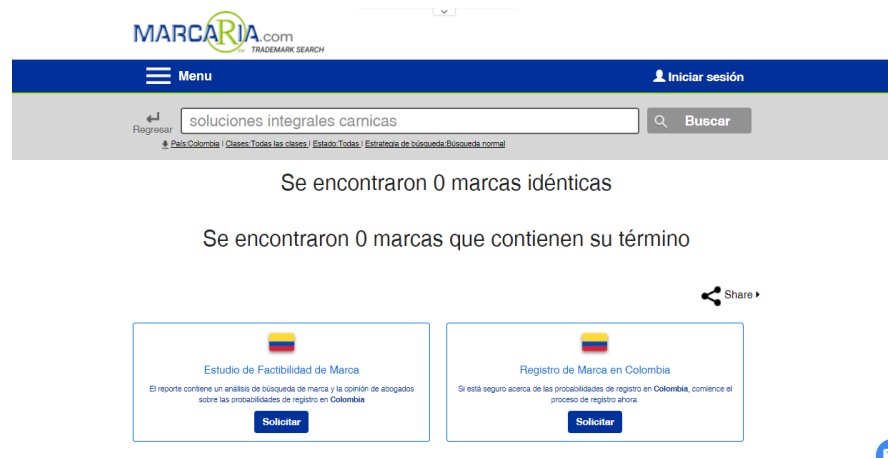 MARCARIA.com
TRADEMARK SEARCH
Menu
Iniciar sesión
Regresar
soluciones integrales carnicas
Buscar
País:Colombia | Clases:Todas las clases | Estado:Todas | Estrategia de búsqueda:Búsqueda normal
Se encontraron 0 marcas idénticas
Se encontraron 0 marcas que contienen su término
Share
Estudio de Factibilidad de Marca
El reporte contiene un análisis de búsqueda de marca y la opinión de abogados
sobre las probabilidades de registro en Colombia
Solicitar
Registro de Marca en Colombia
Si está seguro acerca de las probabilidades de registro en Colombia, comience el
proceso de registro ahora.
Solicitar